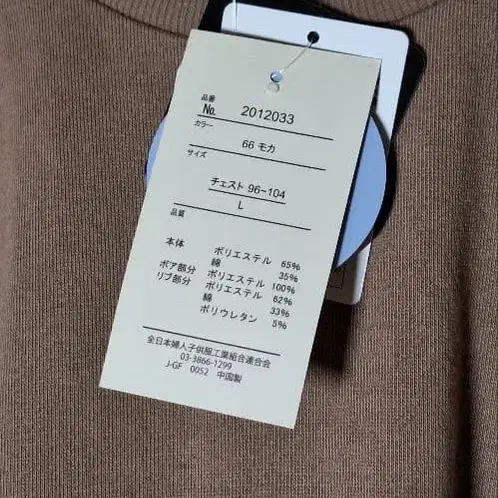 品番
No. 2012033
カラー
66 モカ
サイズ
チェスト 96-104
L
品質
本体 ポリエステル 65%
綿 35%
ボア部分 ポリエステル 100%
リブ部分 ポリエステル 62%
綿 33%
ポリウレタン 5%
全日本婦人子供服工業組合連合会
03-3866-1299
J-GF 0052 中国製